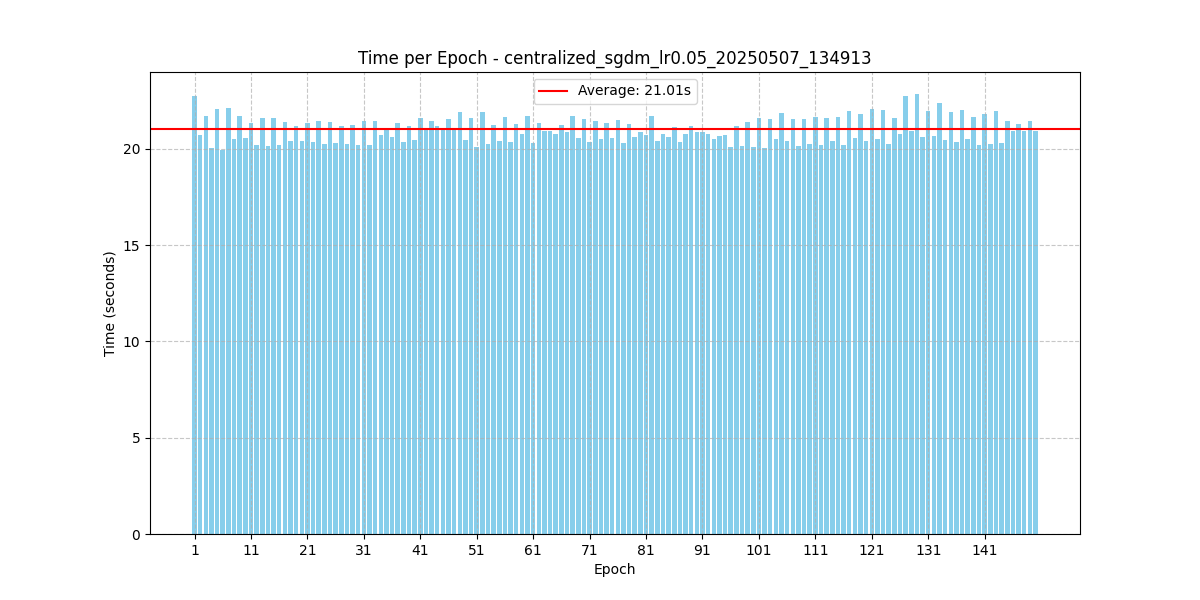 Time per Epoch - centralized_sgdm_lr0.05_20250507_134913
Average: 21.01s
Time (seconds)
20
15
10
5
0
1 11 21 31 41 51 61 71 81 91 101 111 121 131 141
Epoch